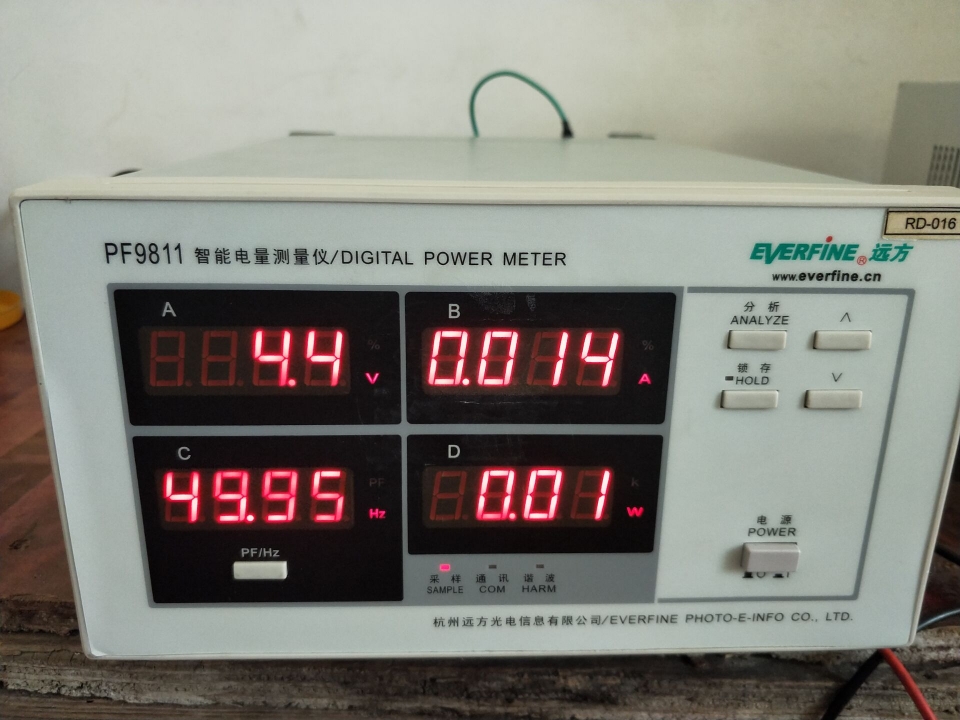 RD-016
PF9811 智能电量测量仪/DIGITAL POWER METER
EVERFINE® 远方
www.everfine.cn
A
4.4
%
V
B
0.014
%
A
分析
ANALYZE
∧
锁存
HOLD
∨
C
49.95
PF
Hz
PF/Hz
D
0.01
k
W
采样
SAMPLE
通讯
COM
谐波
HARM
电源
POWER
杭州远方光电信息有限公司/EVERFINE PHOTO-E-INFO CO., LTD.